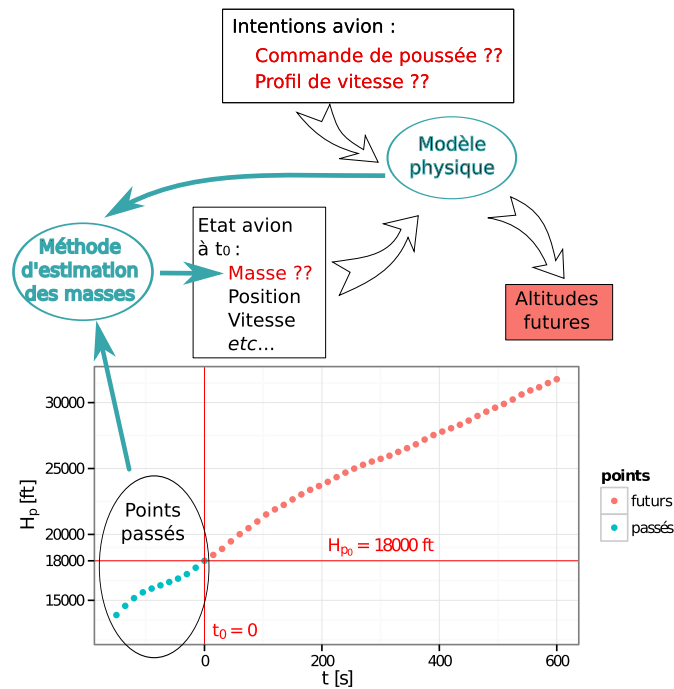 Intentions avion :
Commande de poussée ??
Profil de vitesse ??
Modèle
physique
Méthode
d'estimation
des masses
Etat avion
à t0 :
Masse ??
Position
Vitesse
etc...
Altitudes
futures
Points
passés
Hp [ft]
30000
25000
20000
18000
15000
Hp0 = 18000 ft
t0 = 0
0
200
400
600
t [s]
points
futurs
passés